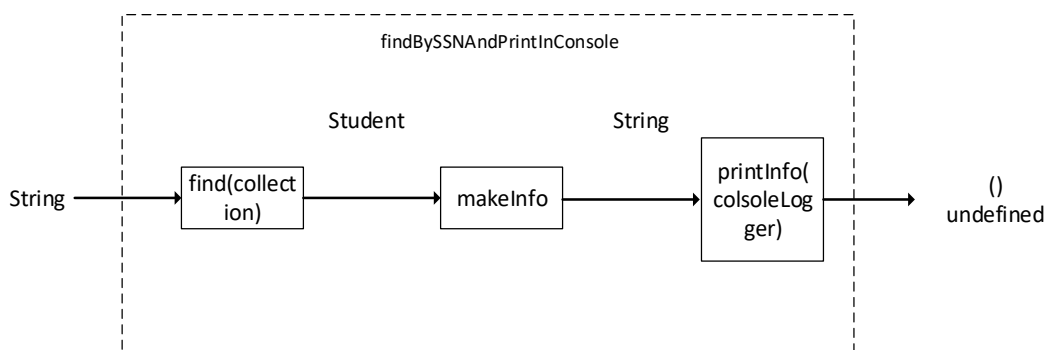 findBySSNAndPrintInConsole
Student
String
String
find(collect
ion)
makeInfo
printInfo(
colsoleLog
ger)
()
undefined